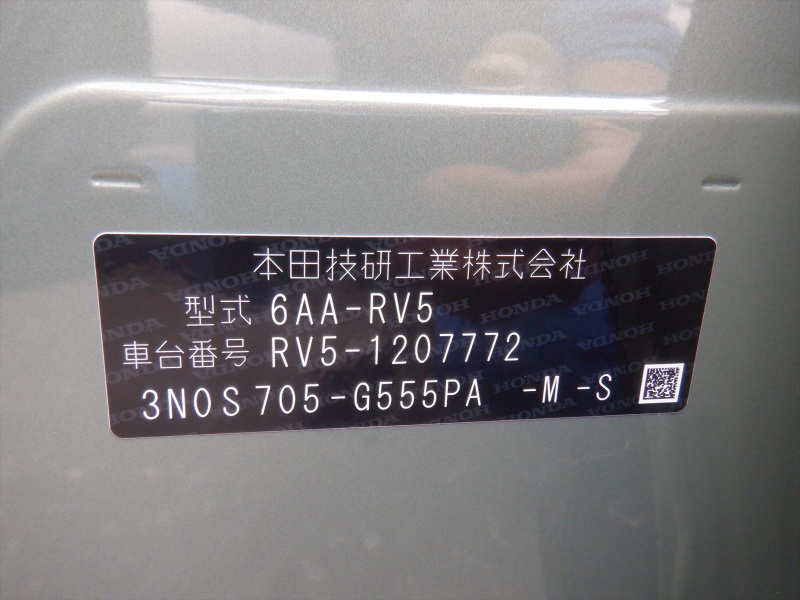 本田技研工業株式会社
型式 6AA-RV5
車台番号 RV5-1207772
3N0S705-G555PA -M-S